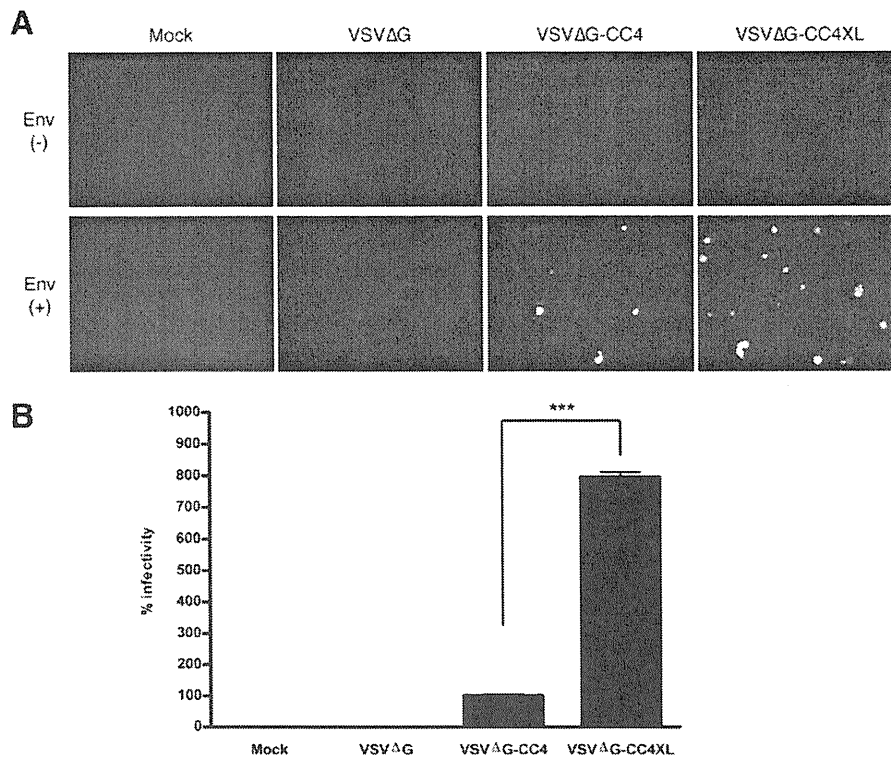 A
Mock VSVΔG VSVΔG-CC4 VSVΔG-CC4XL
Env
(-)
Env
(+)
B
1000
900
800
700
600
500
400
300
200
100
0
% infectivity
***
Mock VSVΔG VSVΔG-CC4 VSVΔG-CC4XL